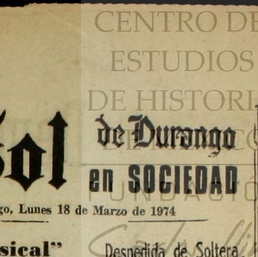 CENTRO DE
ESTUDIOS
DE HISTORI
Sol de Durango
en SOCIEDAD
FUNDACIÓ
go, Lunes 18 de Marzo de 1974
sical” Despedida de Soltera